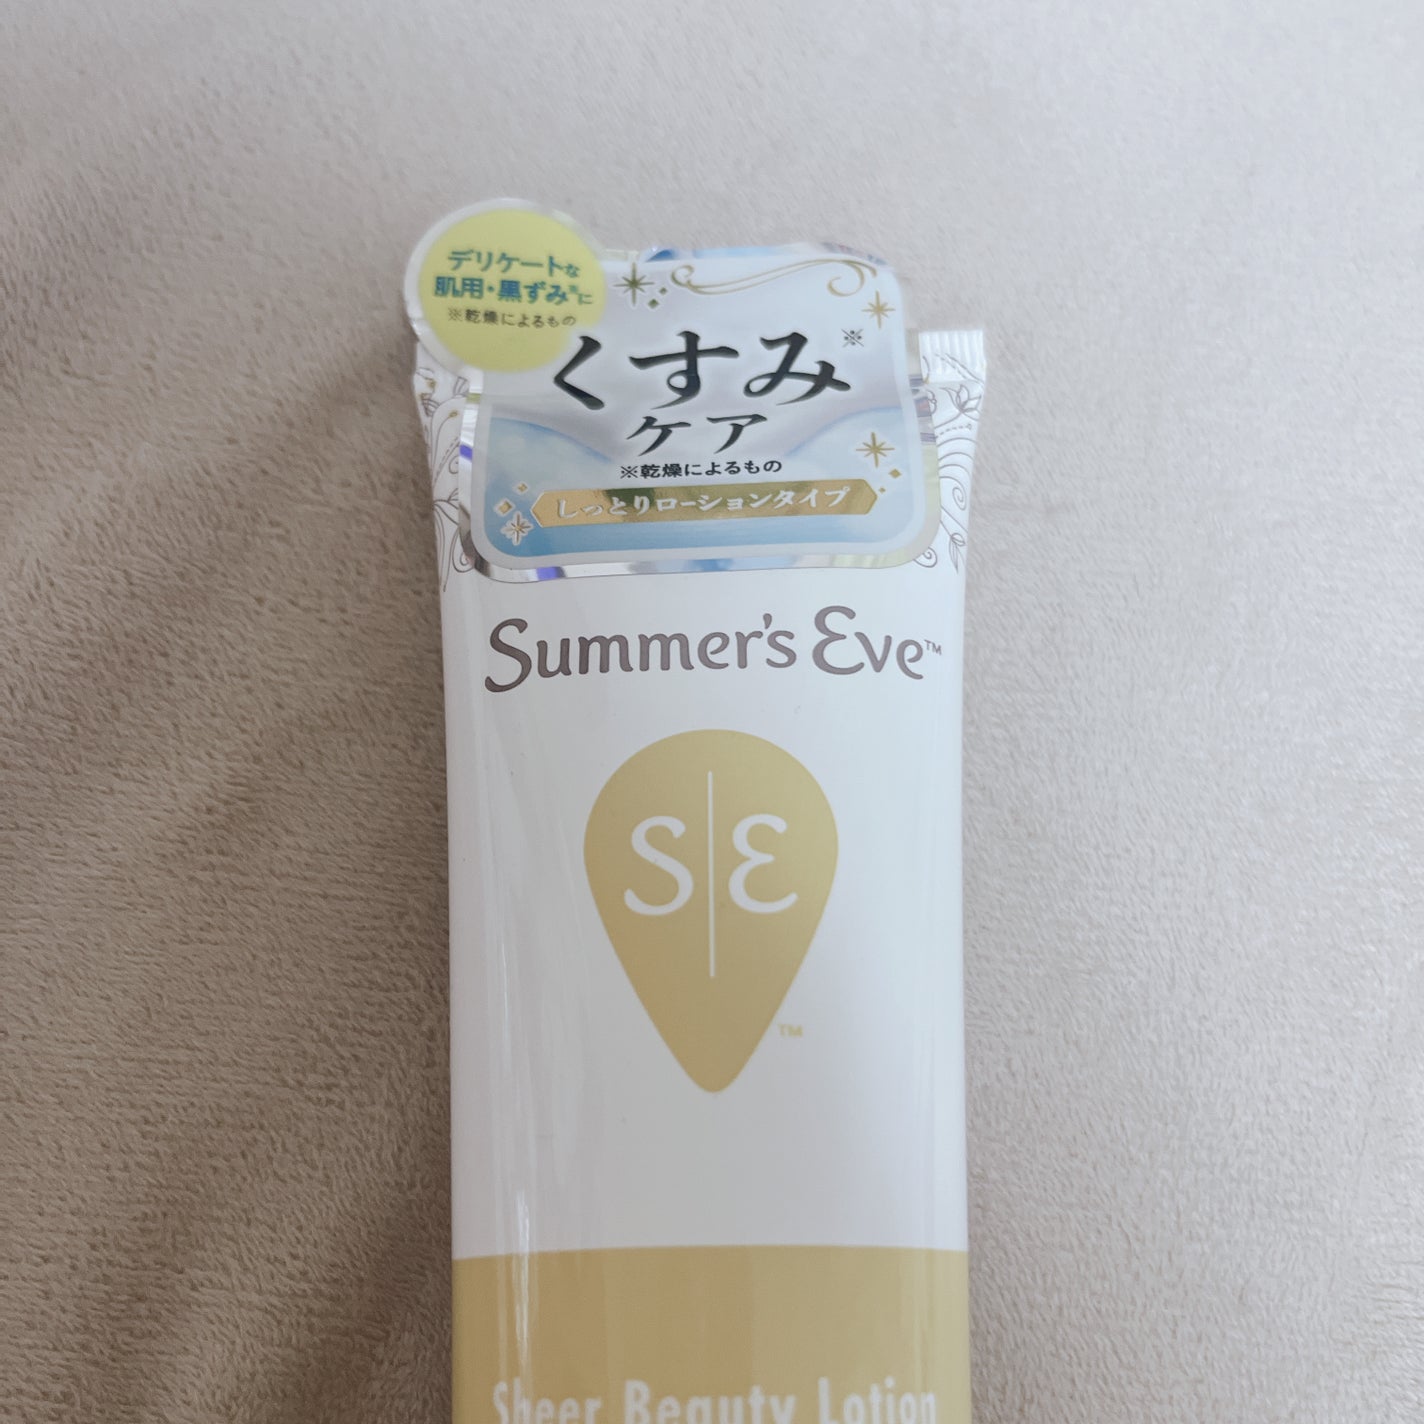 デリケートな
肌用・黒ずみ※に
※乾燥によるもの
くすみ※
ケア
※乾燥によるもの
しっとりローションタイプ
Summer's Eve™
S|E
™
Sheer Beauty Lotion